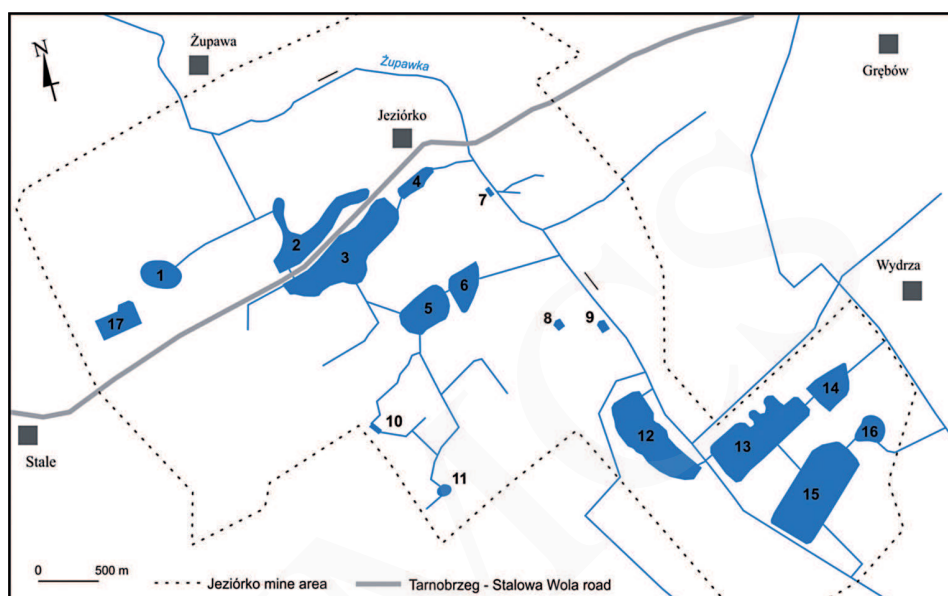 Żupawa
N
Żupawka
Grębów
Jeziórko
4
7
2
3
1
Wydrza
6
17
5
8
9
14
10
12
13
16
Stale
11
15
0 500 m
Jeziórko mine area
Tarnobrzeg - Stalowa Wola road
MCS